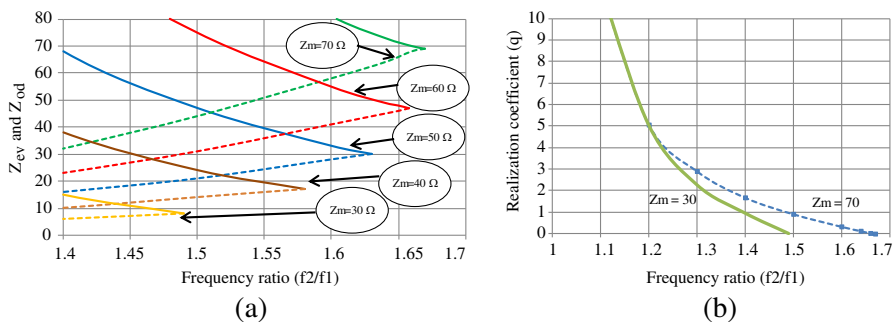 80
70
60
50
40
30
20
10
0
Z_ev and Z_od
Zm=70 Ω
Zm=60 Ω
Zm=50 Ω
Zm=40 Ω
Zm=30 Ω
1.4 1.45 1.5 1.55 1.6 1.65 1.7
Frequency ratio (f2/f1)
(a)
10
9
8
7
6
5
4
3
2
1
0
Realization coefficient (q)
Zm = 30
Zm = 70
1 1.1 1.2 1.3 1.4 1.5 1.6 1.7
Frequency ratio (f2/f1)
(b)